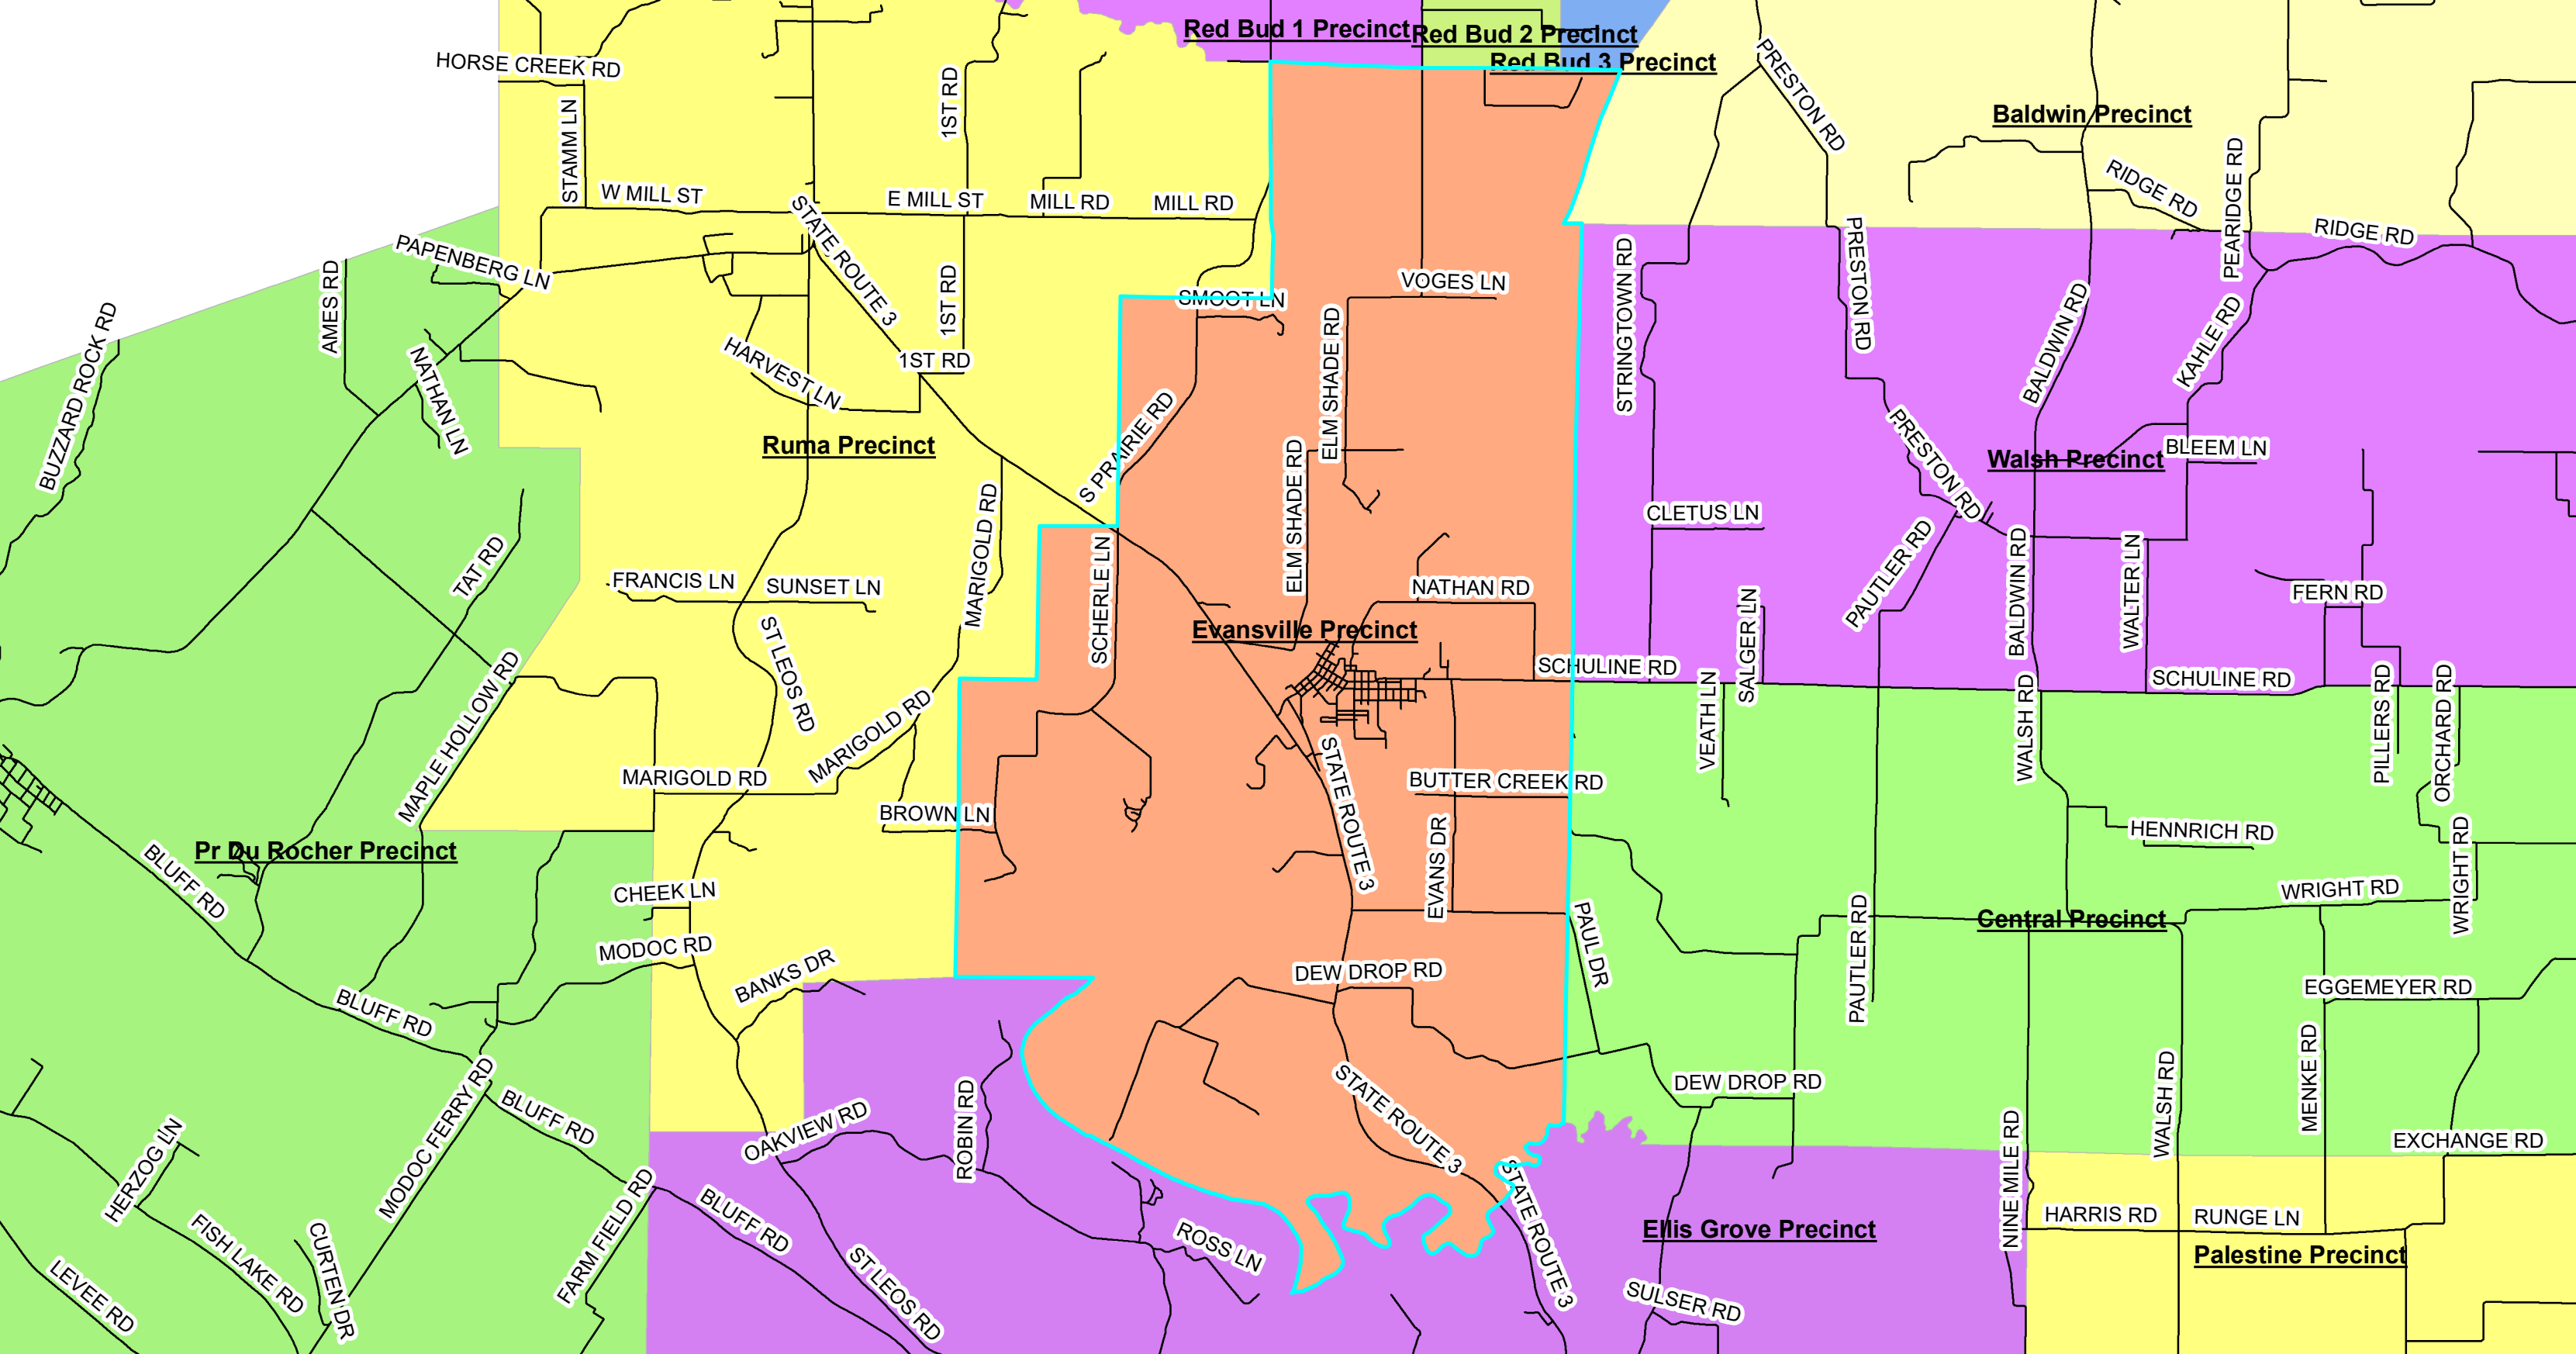 Red Bud 1 Precinct
Red Bud 2 Precinct
Red Bud 3 Precinct
HORSE CREEK RD
STAMM LN
1ST RD
PRESTON RD
Baldwin Precinct
W MILL ST
E MILL ST
MILL RD
MILL RD
RIDGE RD
PEARIDGE RD
RIDGE RD
PAPENBERG LN
AMES RD
STATE ROUTE 3
1ST RD
SMOOT LN
VOGES LN
STRINGTOWN RD
PRESTON RD
BALDWIN RD
KAHLE RD
BUZZARD ROCK RD
NATHAN LN
HARVEST LN
1ST RD
ELM SHADE RD
S PRAIRIE RD
Ruma Precinct
PRESTON RD
Walsh Precinct
BLEEM LN
ELM SHADE RD
CLETUS LN
MARIGOLD RD
TAT RD
FRANCIS LN
SUNSET LN
SCHERLE LN
NATHAN RD
PAUTLER RD
BALDWIN RD
WALTER LN
FERN RD
SALGER LN
Evansville Precinct
ST LEOS RD
SCHULINE RD
SCHULINE RD
MAPLE HOLLOW RD
MARIGOLD RD
VEATH LN
WALSH RD
PILLERS RD
ORCHARD RD
MARIGOLD RD
STATE ROUTE 3
BUTTER CREEK RD
BROWN LN
HENNRICH RD
Pr Du Rocher Precinct
BLUFF RD
EVANS DR
WRIGHT RD
WRIGHT RD
CHEEK LN
Central Precinct
PAUL DR
PAUTLER RD
MODOC RD
BANKS DR
DEW DROP RD
EGGEMEYER RD
BLUFF RD
MENKE RD
DEW DROP RD
STATE ROUTE 3
WALSH RD
MODOC FERRY RD
BLUFF RD
OAKVIEW RD
ROBIN RD
EXCHANGE RD
HERZOG LN
NINE MILE RD
STATE ROUTE 3
HARRIS RD
RUNGE LN
Ellis Grove Precinct
FARM FIELD RD
BLUFF RD
ROSS LN
Palestine Precinct
FISH LAKE RD
CURTEN DR
LEVEE RD
ST LEOS RD
SULSER RD